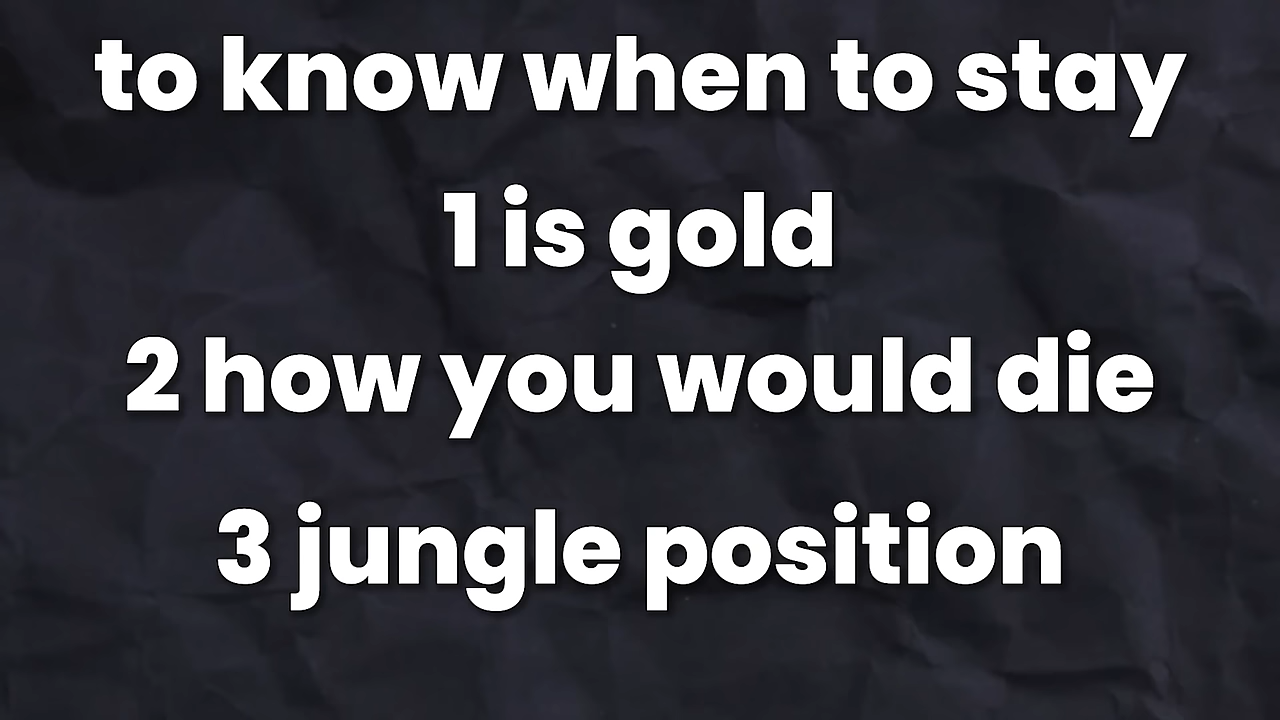 to know when to stay
1 is gold
2 how you would die
3 jungle position